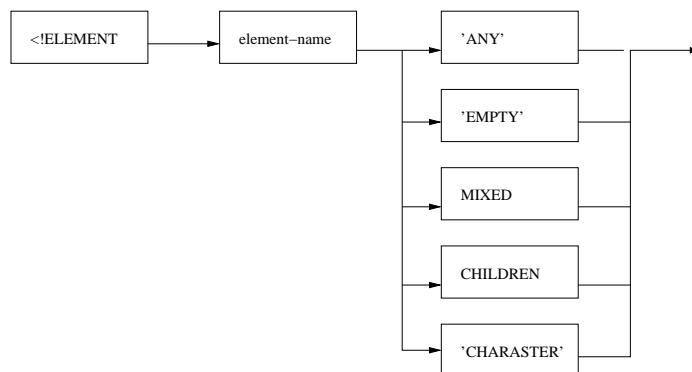 <!ELEMENT
element−name
’ANY’
’EMPTY’
MIXED
CHILDREN
’CHARASTER’